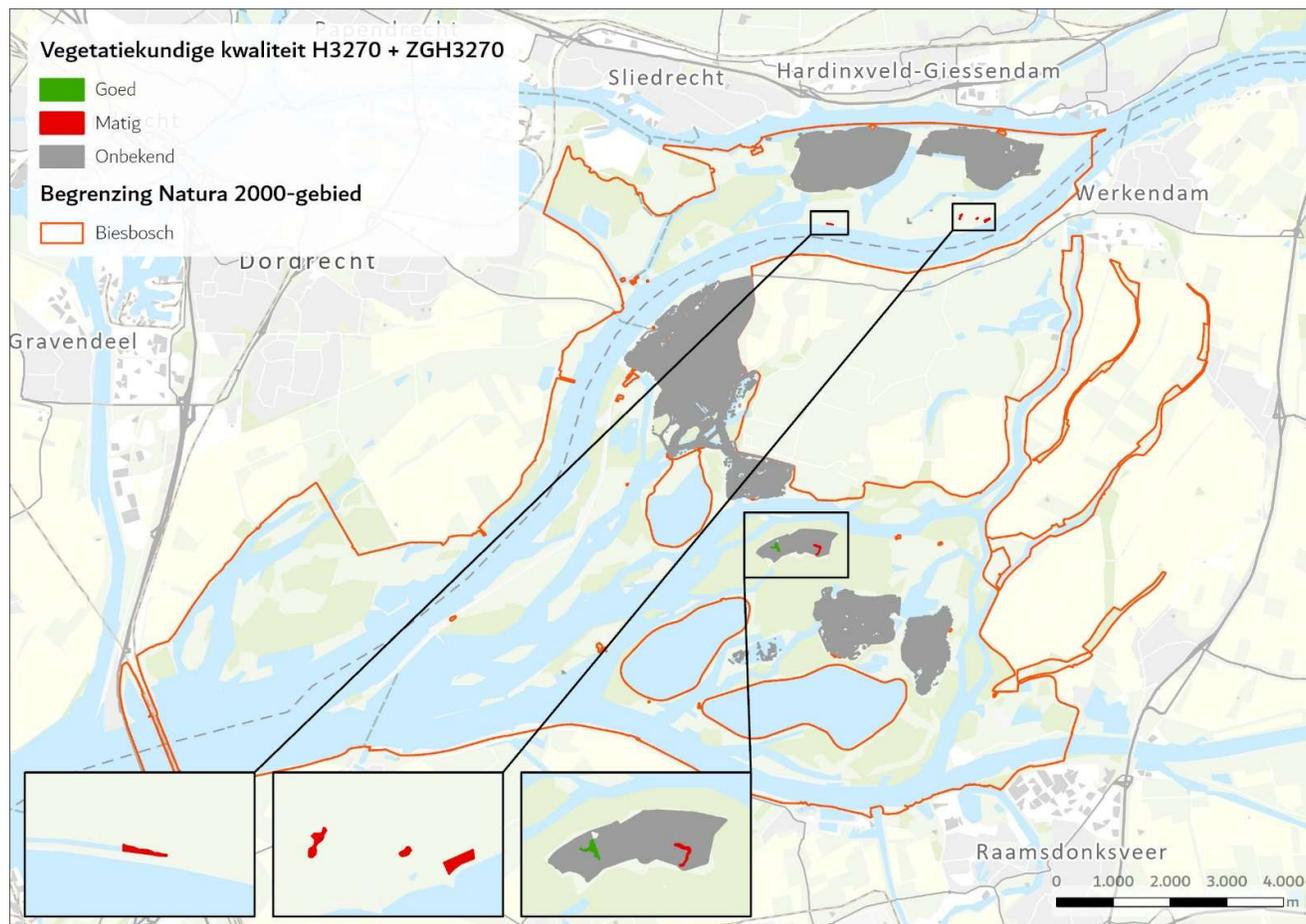 Papendrecht
Vegetatiekundige kwaliteit H3270 + ZGH3270
Goed
Matig
Onbekend
Begrenzing Natura 2000-gebied
Biesbosch
Sliedrecht
Hardinxveld-Giessendam
Werkendam
Dordrecht
Gravendeel
Raamsdonksveer
0 1.000 2.000 3.000 4.000
m